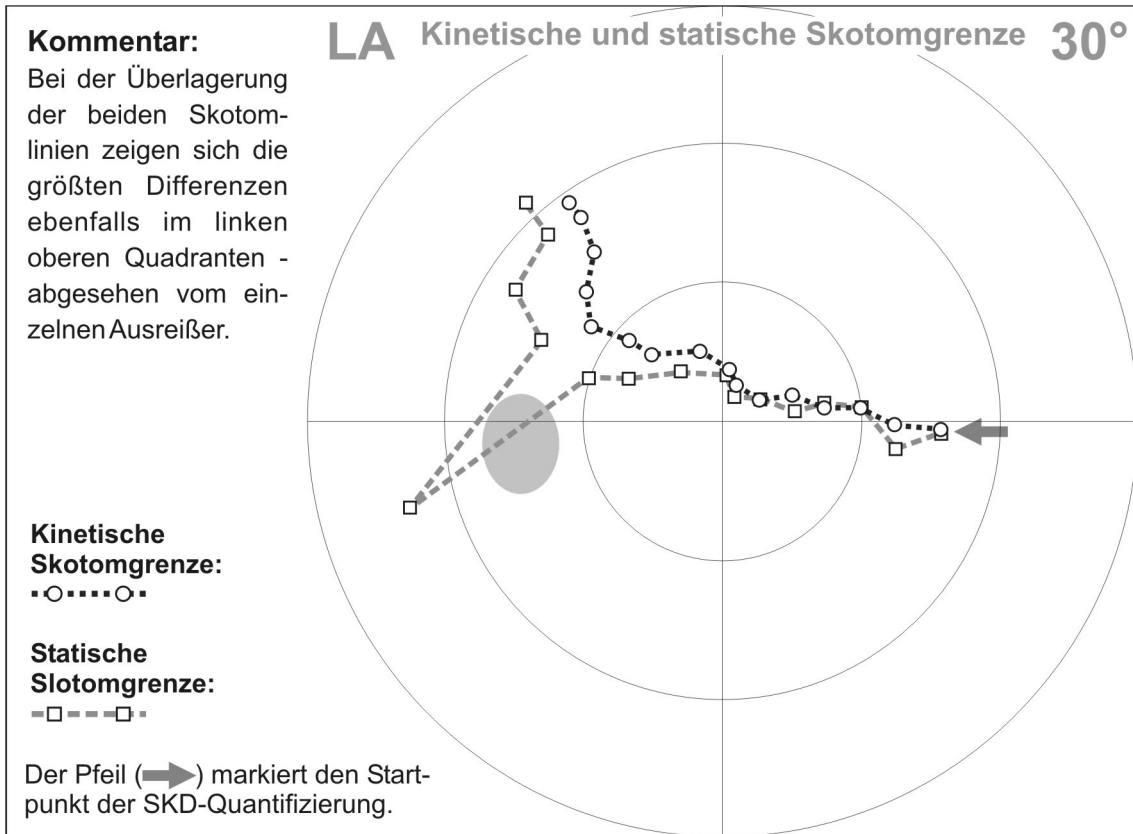 LA Kinetische und statische Skotomgrenze 30°
Kommentar:
Bei der Überlagerung
der beiden Skotom-
linien zeigen sich die
größten Differenzen
ebenfalls im linken
oberen Quadranten -
abgesehen vom ein-
zelnen Ausreißer.
Kinetische
Skotomgrenze:
Statische
Slotomgrenze:
Der Pfeil ( ) markiert den Start-
punkt der SKD-Quantifizierung.